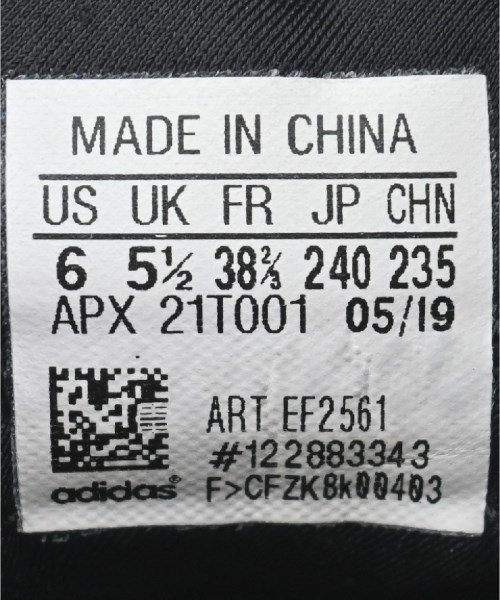 MADE IN CHINA
US UK FR JP CHN
6 5½ 38⅔ 240 235
APX 21T001 05/19
ART EF2561
#122883343
adidas F>CFZK8k00403